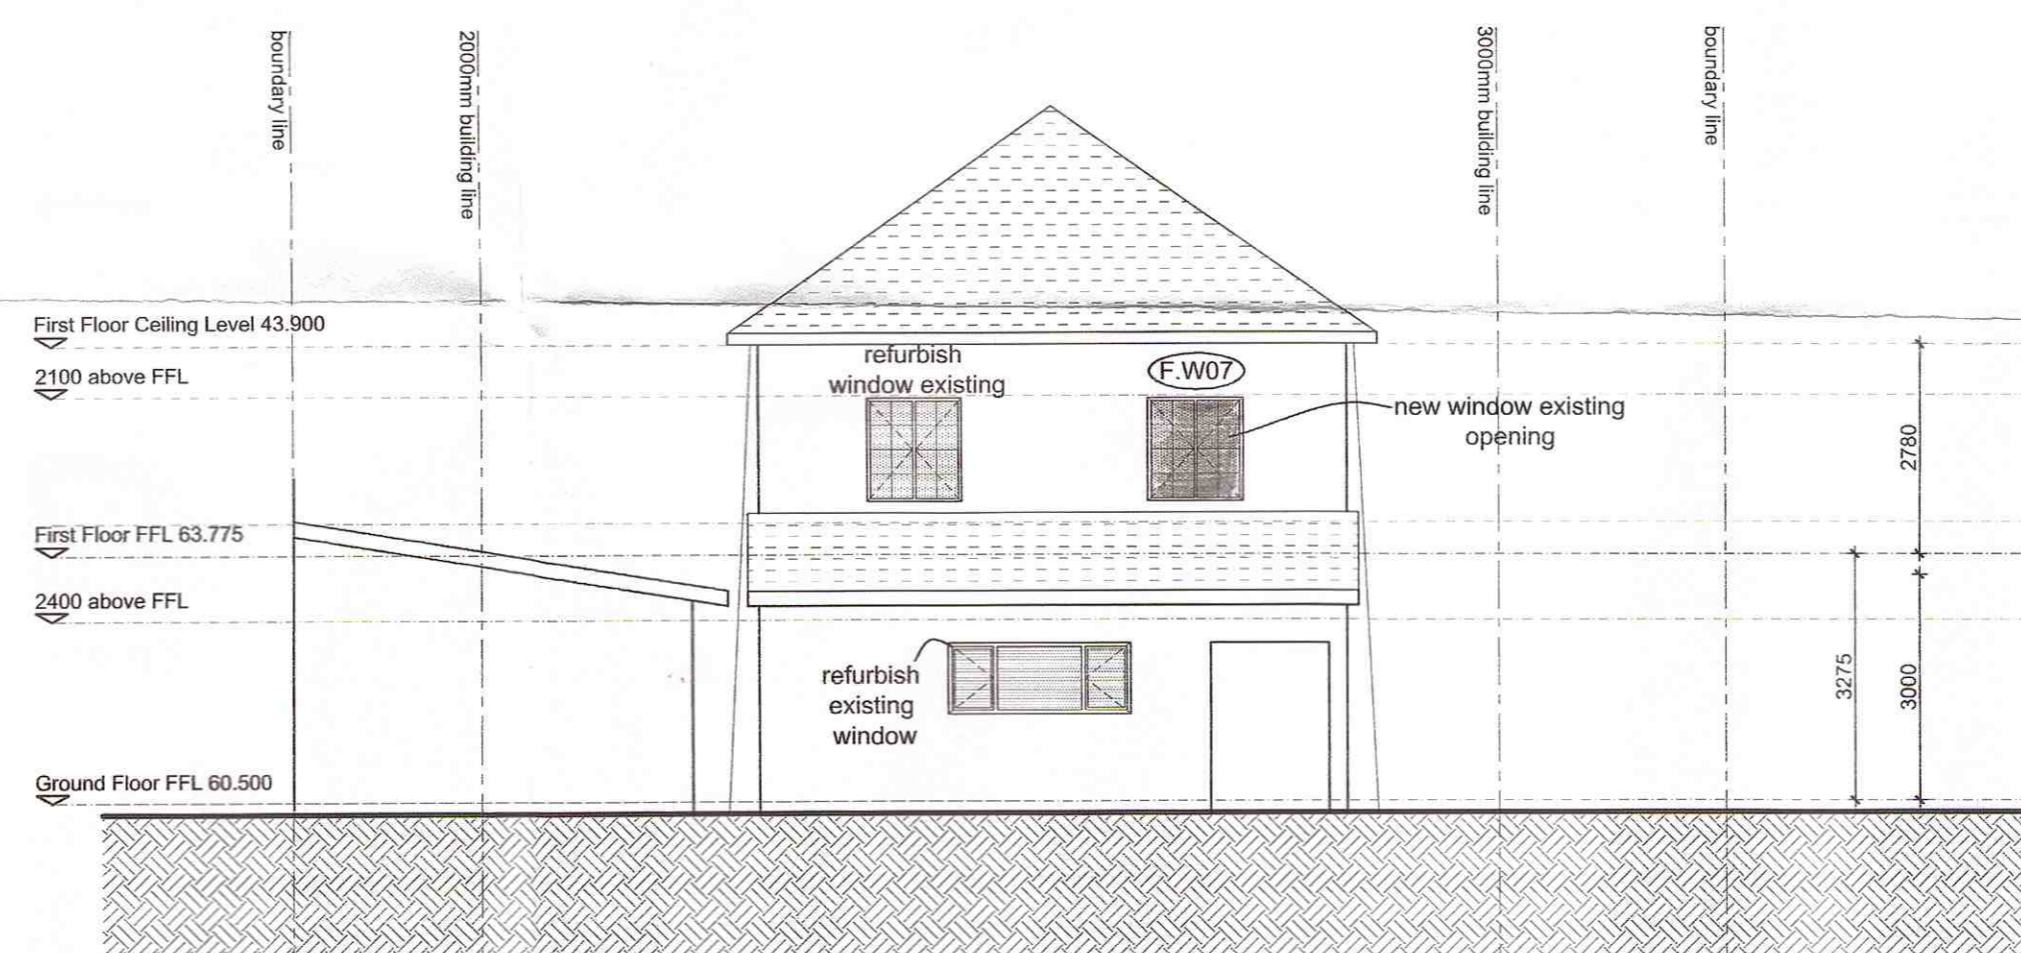 boundary line
2000mm building line
3000mm building line
boundary line
First Floor Ceiling Level 43.900
2100 above FFL
First Floor FFL 63.775
2400 above FFL
Ground Floor FFL 60.500
refurbish
window existing
F.W07
new window existing
opening
refurbish
existing
window
2780
3275
3000